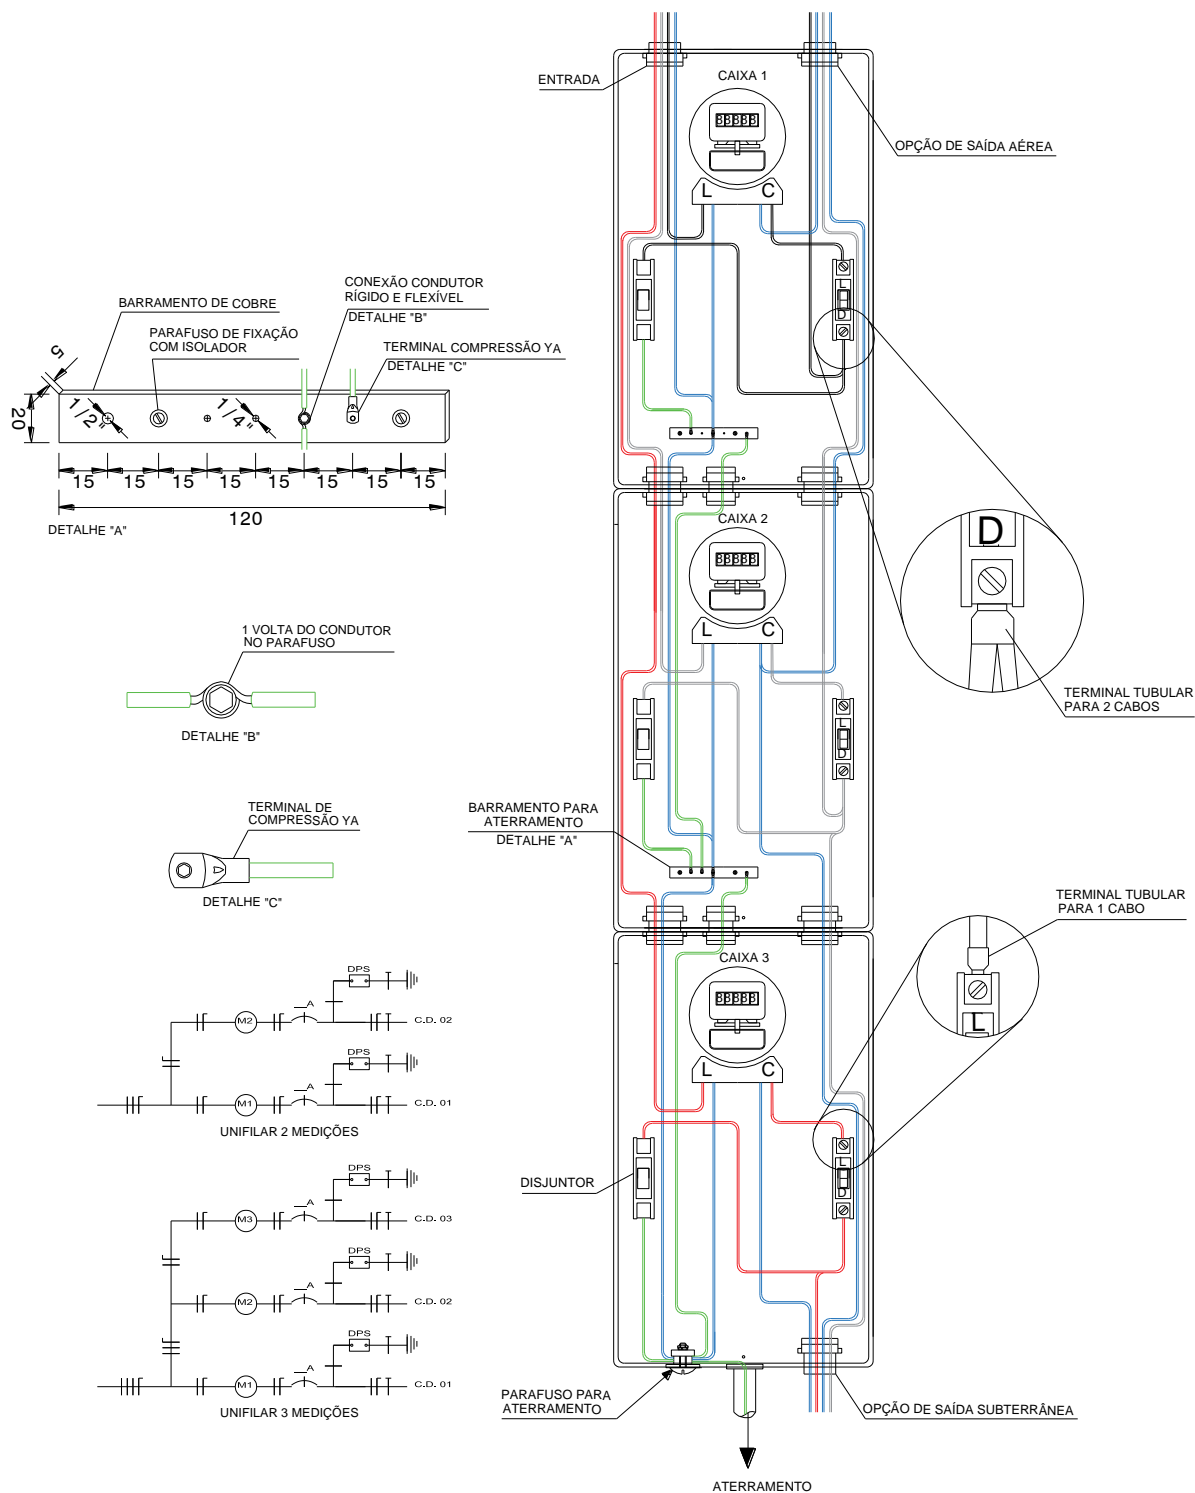 ENTRADA
CAIXA 1
88888
OPÇÃO DE SAÍDA AÉREA
L C
L
D
BARRAMENTO DE COBRE
CONEXÃO CONDUTOR
RÍGIDO E FLEXÍVEL
DETALHE "B"
PARAFUSO DE FIXAÇÃO
COM ISOLADOR
TERMINAL COMPRESSÃO YA
DETALHE "C"
5
20
1/2"
1/4"
15 15 15 15 15 15 15 15
120
DETALHE "A"
CAIXA 2
88888
L C
L
D
D
TERMINAL TUBULAR
PARA 2 CABOS
1 VOLTA DO CONDUTOR
NO PARAFUSO
DETALHE "B"
TERMINAL DE
COMPRESSÃO YA
DETALHE "C"
BARRAMENTO PARA
ATERRAMENTO
DETALHE "A"
TERMINAL TUBULAR
PARA 1 CABO
L
CAIXA 3
88888
L C
L
D
DISJUNTOR
DPS
A
M2
C.D. 02
DPS
A
M1
C.D. 01
UNIFILAR 2 MEDIÇÕES
DPS
A
M3
C.D. 03
DPS
A
M2
C.D. 02
DPS
A
M1
C.D. 01
UNIFILAR 3 MEDIÇÕES
PARAFUSO PARA
ATERRAMENTO
OPÇÃO DE SAÍDA SUBTERRÂNEA
ATERRAMENTO